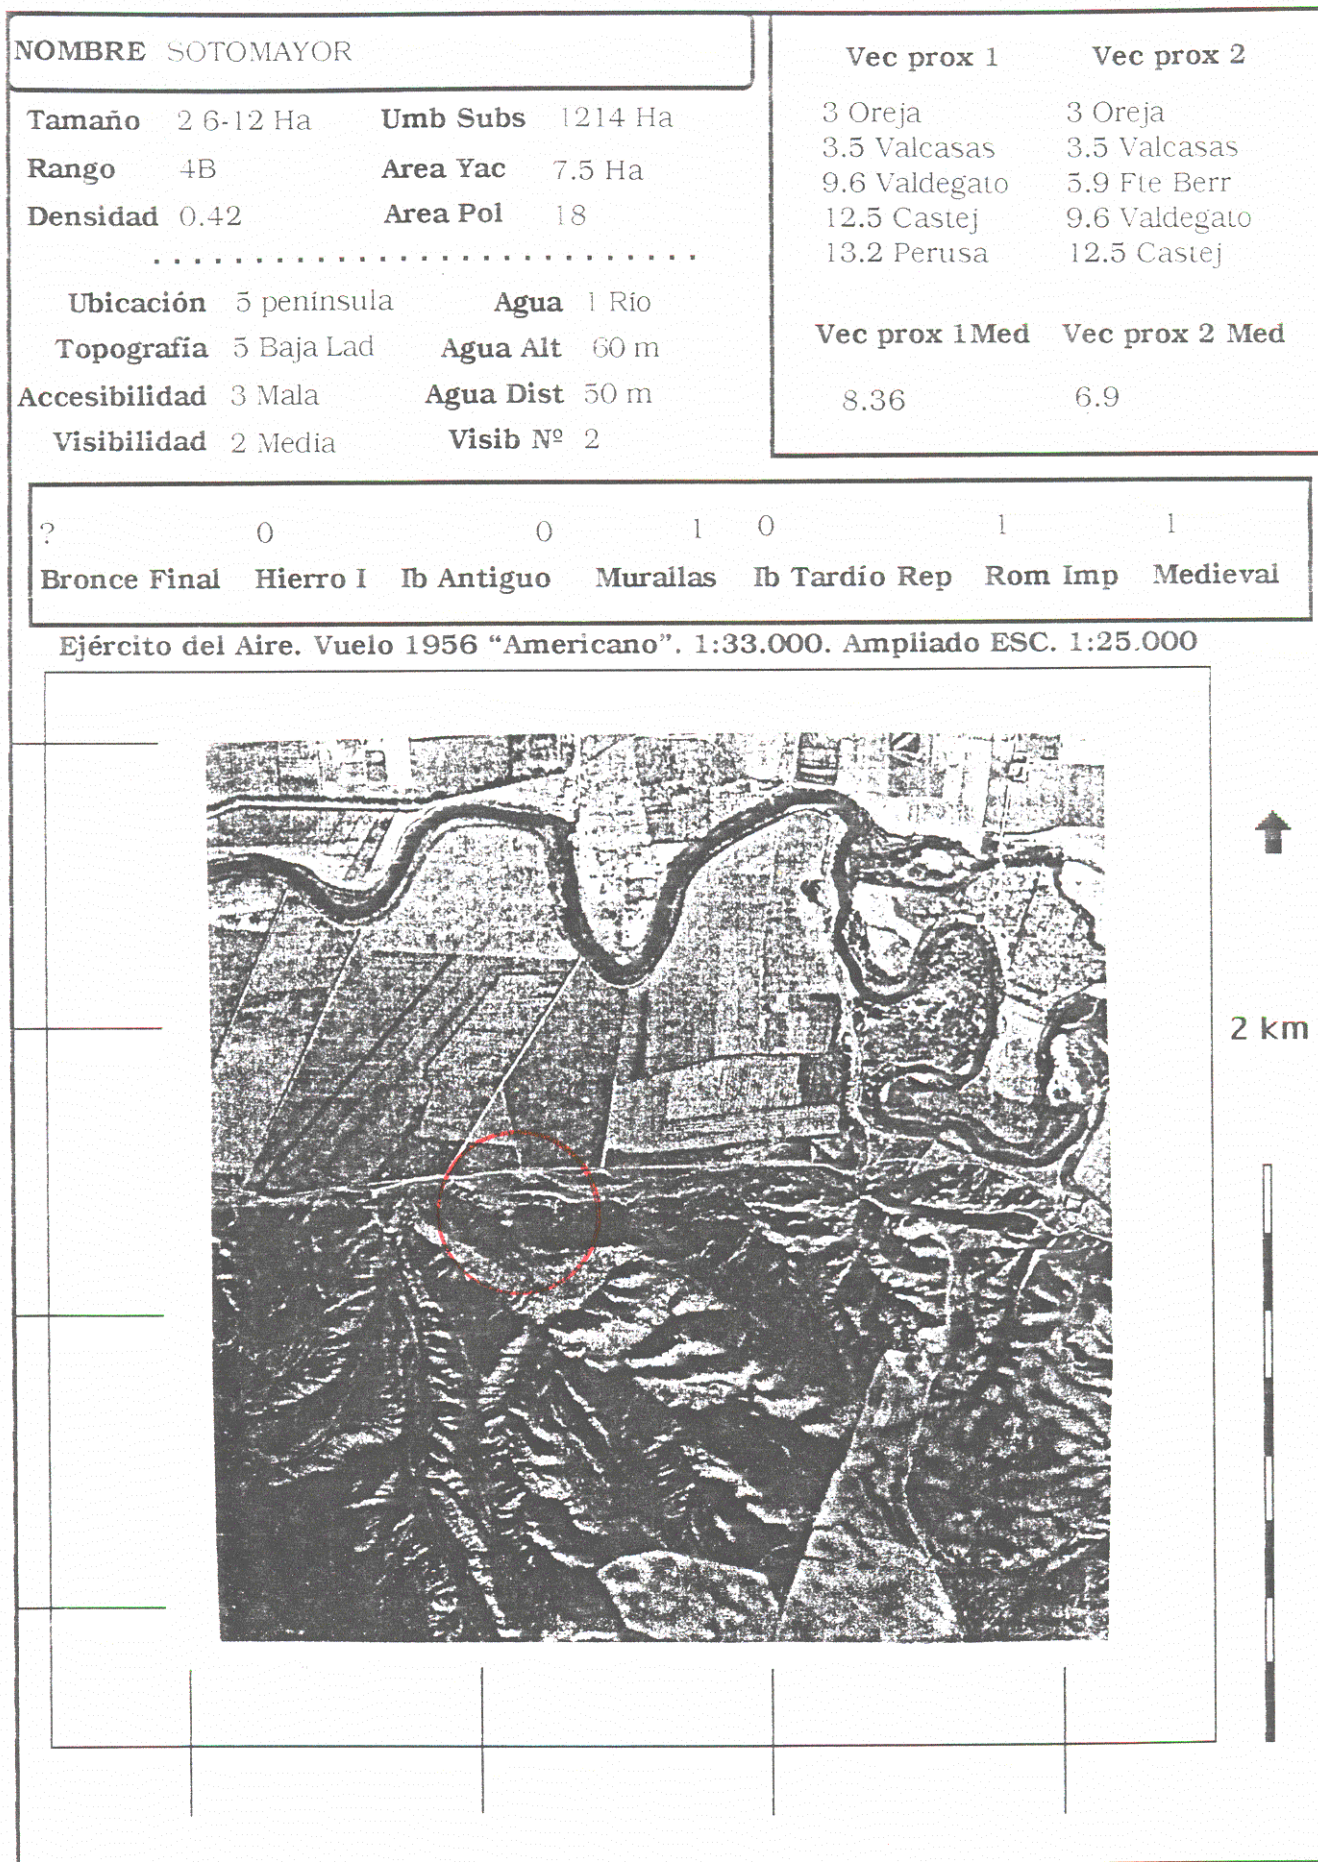 NOMBRE SOTOMAYOR
Tamaño 2 6-12 Ha Umb Subs 1214 Ha
Rango 4B Area Yac 7.5 Ha
Densidad 0.42 Area Pol 18
Ubicación 5 península Agua 1 Río
Topografía 5 Baja Lad Agua Alt 60 m
Accesibilidad 3 Mala Agua Dist 50 m
Visibilidad 2 Media Visib Nº 2
Vec prox 1 Vec prox 2
3 Oreja 3 Oreja
3.5 Valcasas 3.5 Valcasas
9.6 Valdegato 5.9 Fte Berr
12.5 Castej 9.6 Valdegato
13.2 Perusa 12.5 Castej
Vec prox 1Med Vec prox 2 Med
8.36 6.9
? 0 0 1 0 1 1
Bronce Final Hierro I Ib Antiguo Murallas Ib Tardío Rep Rom Imp Medieval
Ejército del Aire. Vuelo 1956 “Americano”. 1:33.000. Ampliado ESC. 1:25.000
2 km